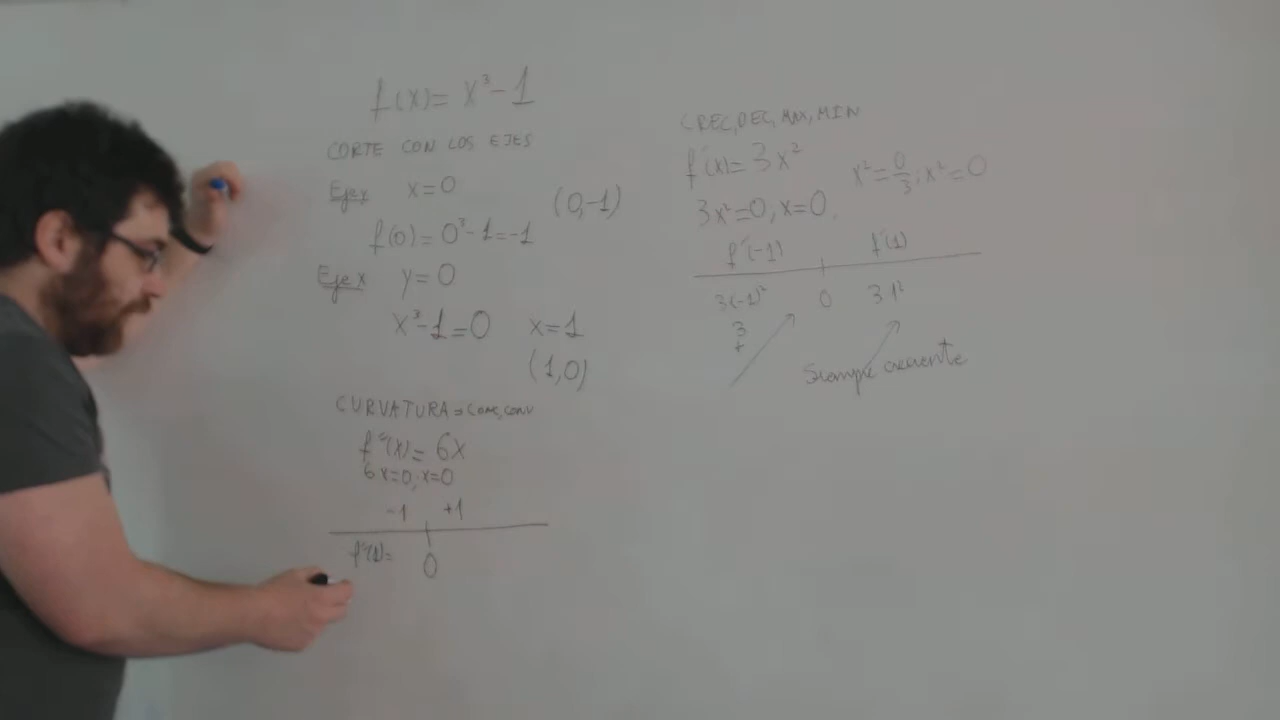 f(x)= x³-1
CORTE CON LOS EJES
Eje y x=0
(0,-1)
f(0)=0³-1=-1
Eje x y=0
x³-1=0 x=1
(1,0)
CURVATURA → conc, conv
f''(x)= 6x
6x=0; x=0
-1 +1
f''(1)=
0
CREC, DEC, MAX, MIN
f'(x)= 3x²
x²=0/3; x²=0
3x²=0, x=0.
f'(-1) f'(1)
3(-1)² 0 3·1²
3
+
Siempre creciente